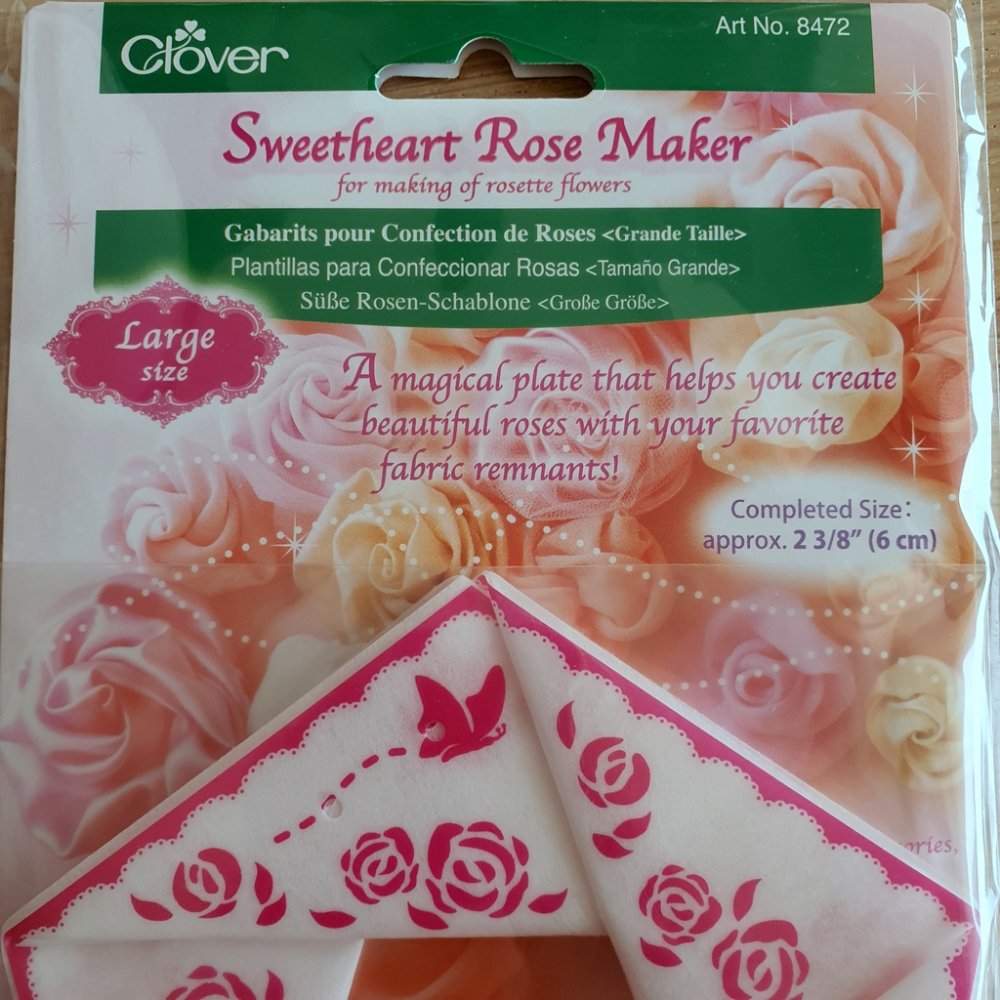 Clover
Art No. 8472
Sweetheart Rose Maker
for making of rosette flowers
Gabarits pour Confection de Roses <Grande Taille>
Plantillas para Confeccionar Rosas <Tamaño Grande>
Süße Rosen-Schablone <Große Größe>
Large
size
A magical plate that helps you create
beautiful roses with your favorite
fabric remnants!
Completed Size:
approx. 2 3/8" (6 cm)